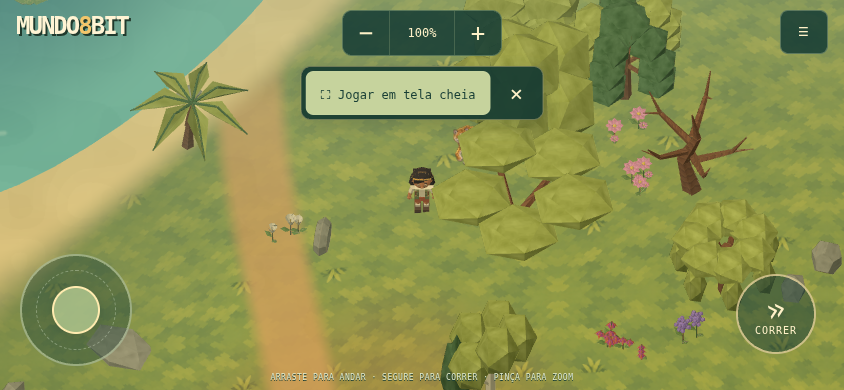 MUNDO8BIT
− 100% +
☰
⛶ Jogar em tela cheia ×
CORRER
ARRASTE PARA ANDAR · SEGURE PARA CORRER · PINÇA PARA ZOOM